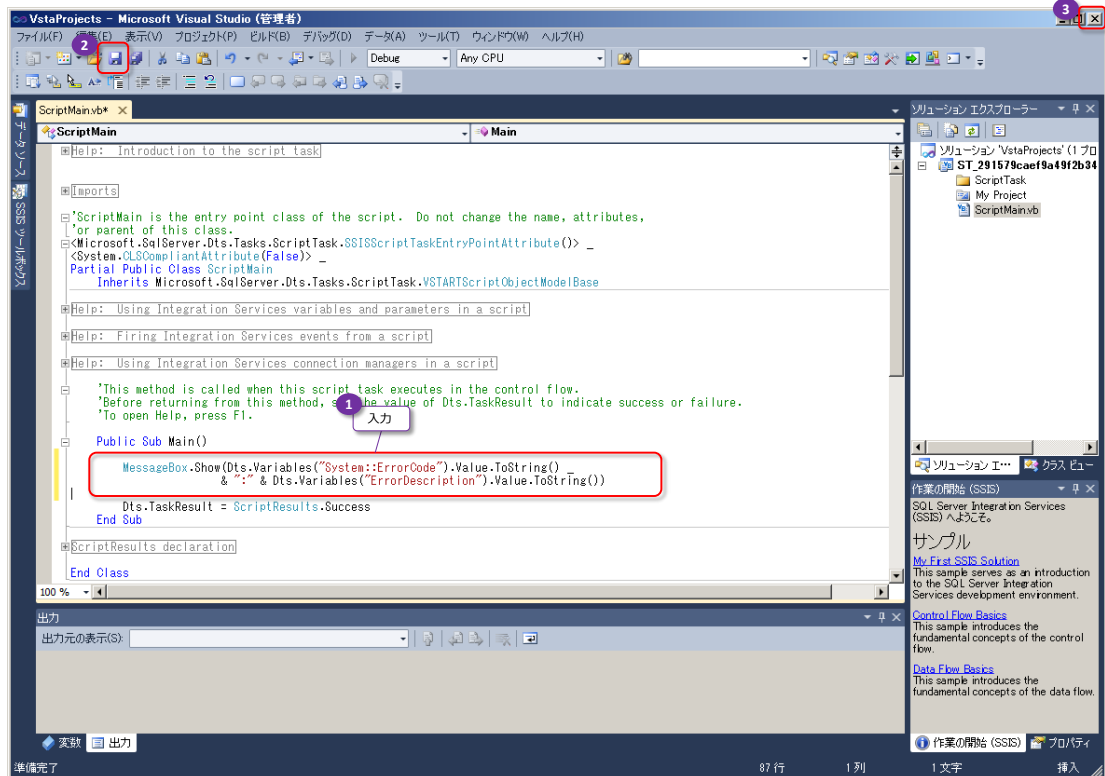 VstaProjects - Microsoft Visual Studio (管理者)
3
ファイル(F) 編集(E) 表示(V) プロジェクト(P) ビルド(B) デバッグ(D) データ(A) ツール(T) ウィンドウ(W) ヘルプ(H)
2
Debug
Any CPU
データ ソース
SSIS ツールボックス
ScriptMain.vb*
ScriptMain
Main
Help: Introduction to the script task
Imports
'ScriptMain is the entry point class of the script. Do not change the name, attributes,
'or parent of this class.
<Microsoft.SqlServer.Dts.Tasks.ScriptTask.SSISScriptTaskEntryPointAttribute()> _
<System.CLSCompliantAttribute(False)> _
Partial Public Class ScriptMain
Inherits Microsoft.SqlServer.Dts.Tasks.ScriptTask.VSTARTScriptObjectModelBase
Help: Using Integration Services variables and parameters in a script
Help: Firing Integration Services events from a script
Help: Using Integration Services connection managers in a script
'This method is called when this script task executes in the control flow.
'Before returning from this method, s he value of Dts.TaskResult to indicate success or failure.
'To open Help, press F1.
1
入力
Public Sub Main()
MessageBox.Show(Dts.Variables("System::ErrorCode").Value.ToString() _
& ":" & Dts.Variables("ErrorDescription").Value.ToString())
Dts.TaskResult = ScriptResults.Success
End Sub
ScriptResults declaration
End Class
100 %
出力
出力元の表示(S):
変数 出力
ソリューション エクスプローラー
ソリューション 'VstaProjects' (1 プロ
ST_291579caef9a49f2b34
ScriptTask
My Project
ScriptMain.vb
ソリューション エ… クラス ビュー
作業の開始 (SSIS)
SQL Server Integration Services
(SSIS) へようこそ。
サンプル
My First SSIS Solution
This sample serves as an introduction
to the SQL Server Integration
Services development environment.
Control Flow Basics
This sample introduces the
fundamental concepts of the control
flow.
Data Flow Basics
This sample introduces the
fundamental concepts of the data flow.
作業の開始 (SSIS) プロパティ
準備完了 87 行 1 列 1 文字 挿入